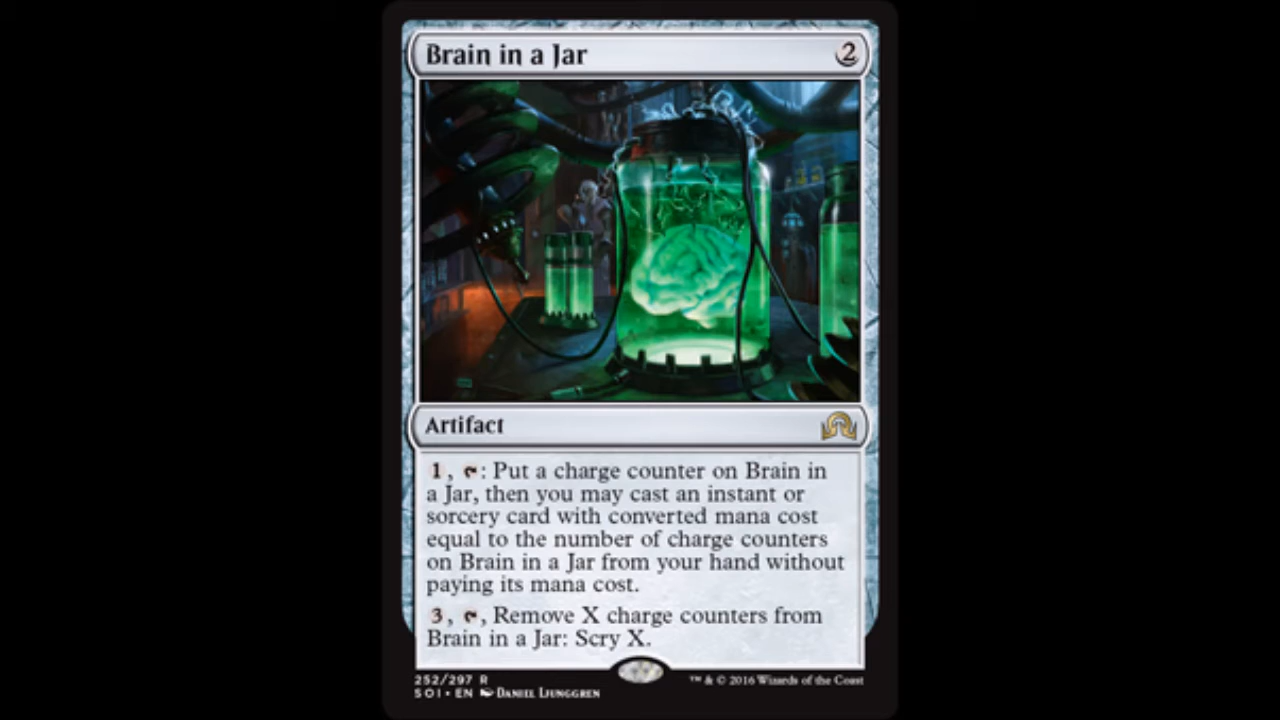 Brain in a Jar 2
Artifact
1, : Put a charge counter on Brain in
a Jar, then you may cast an instant or
sorcery card with converted mana cost
equal to the number of charge counters
on Brain in a Jar from your hand without
paying its mana cost.
3, , Remove X charge counters from
Brain in a Jar: Scry X.
252/297 R
SOI • EN Daniel Ljunggren
™ & © 2016 Wizards of the Coast